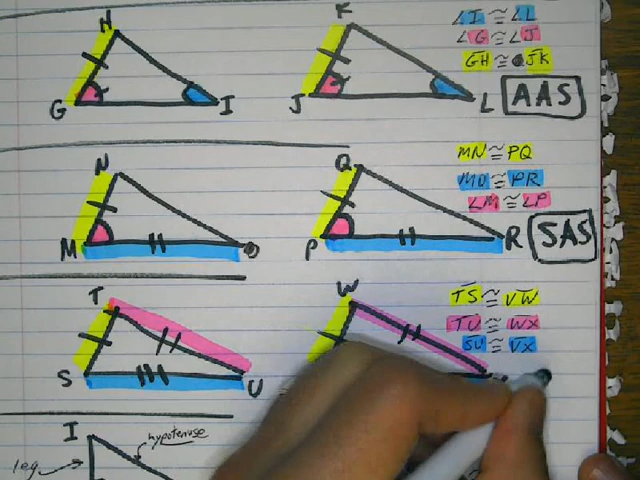 H
K
∠I ≅ ∠L
∠G ≅ ∠J
GH ≅ JK
G
I
J
L
AAS
N
Q
MN ≅ PQ
MO ≅ PR
∠M ≅ ∠P
M
O
P
R
SAS
T
W
TS ≅ VW
TU ≅ WX
SU ≅ VX
S
U
I
hypotenuse
leg